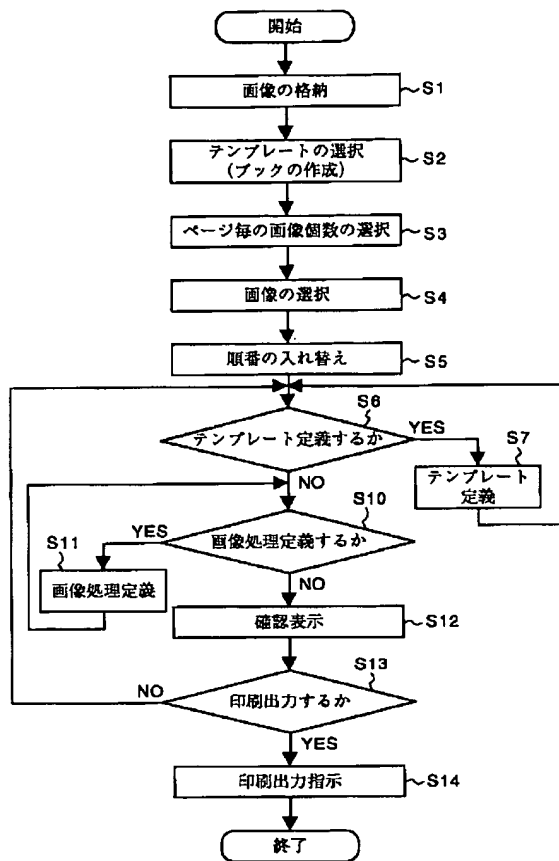 開始
画像の格納
S1
テンプレートの選択
(ブックの作成)
S2
ページ毎の画像個数の選択
S3
画像の選択
S4
順番の入れ替え
S5
S6
テンプレート定義するか
YES
S7
テンプレート
定義
NO
S10
画像処理定義するか
YES
S11
画像処理定義
NO
確認表示
S12
S13
印刷出力するか
NO
YES
印刷出力指示
S14
終了